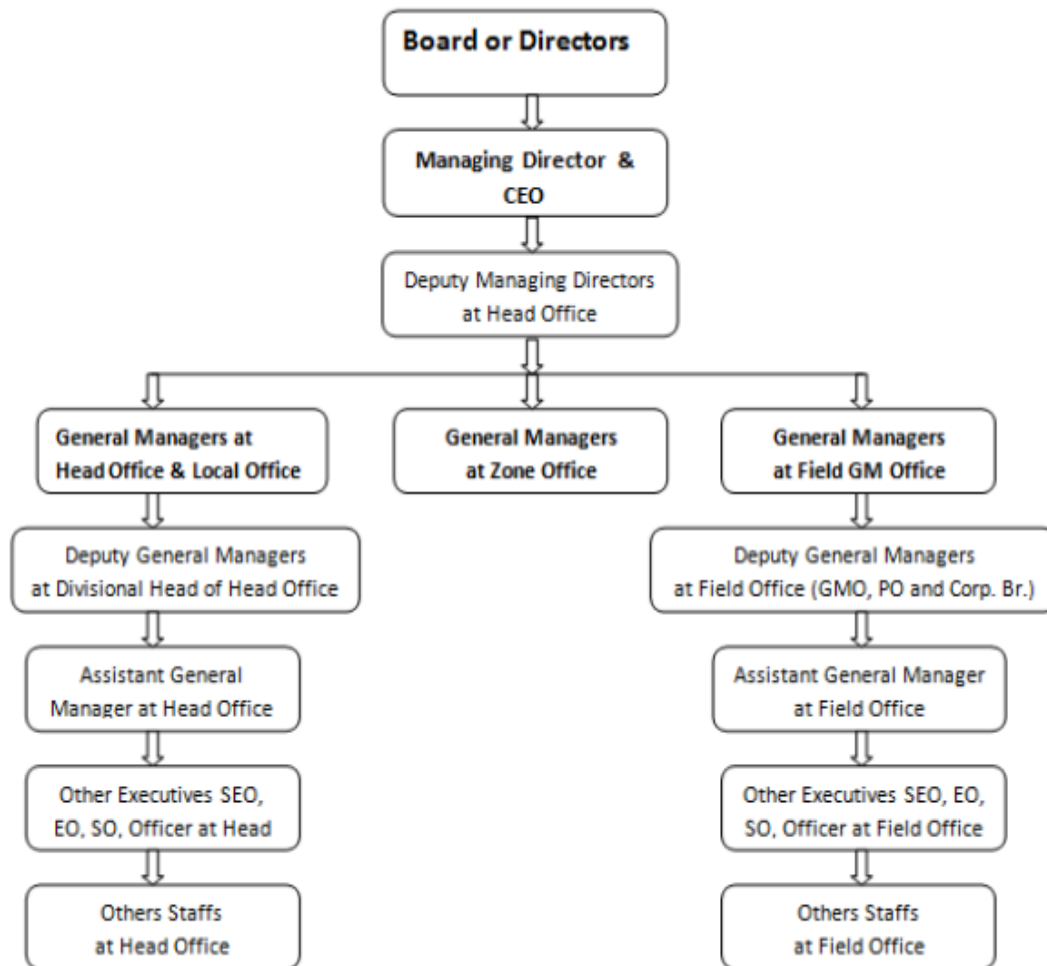 Board or Directors
Managing Director &
CEO
Deputy Managing Directors
at Head Office
General Managers at
Head Office & Local Office
General Managers
at Zone Office
General Managers
at Field GM Office
Deputy General Managers
at Divisional Head of Head Office
Deputy General Managers
at Field Office (GMO, PO and Corp. Br.)
Assistant General
Manager at Head Office
Assistant General Manager
at Field Office
Other Executives SEO,
EO, SO, Officer at Head
Other Executives SEO, EO,
SO, Officer at Field Office
Others Staffs
at Head Office
Others Staffs
at Field Office